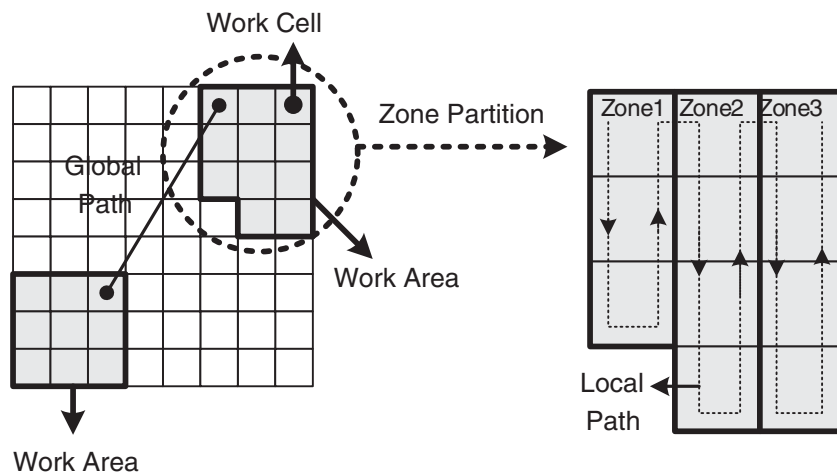 Work Cell
Zone Partition
Global
Path
Work Area
Work Area
Zone1
Zone2
Zone3
Local
Path